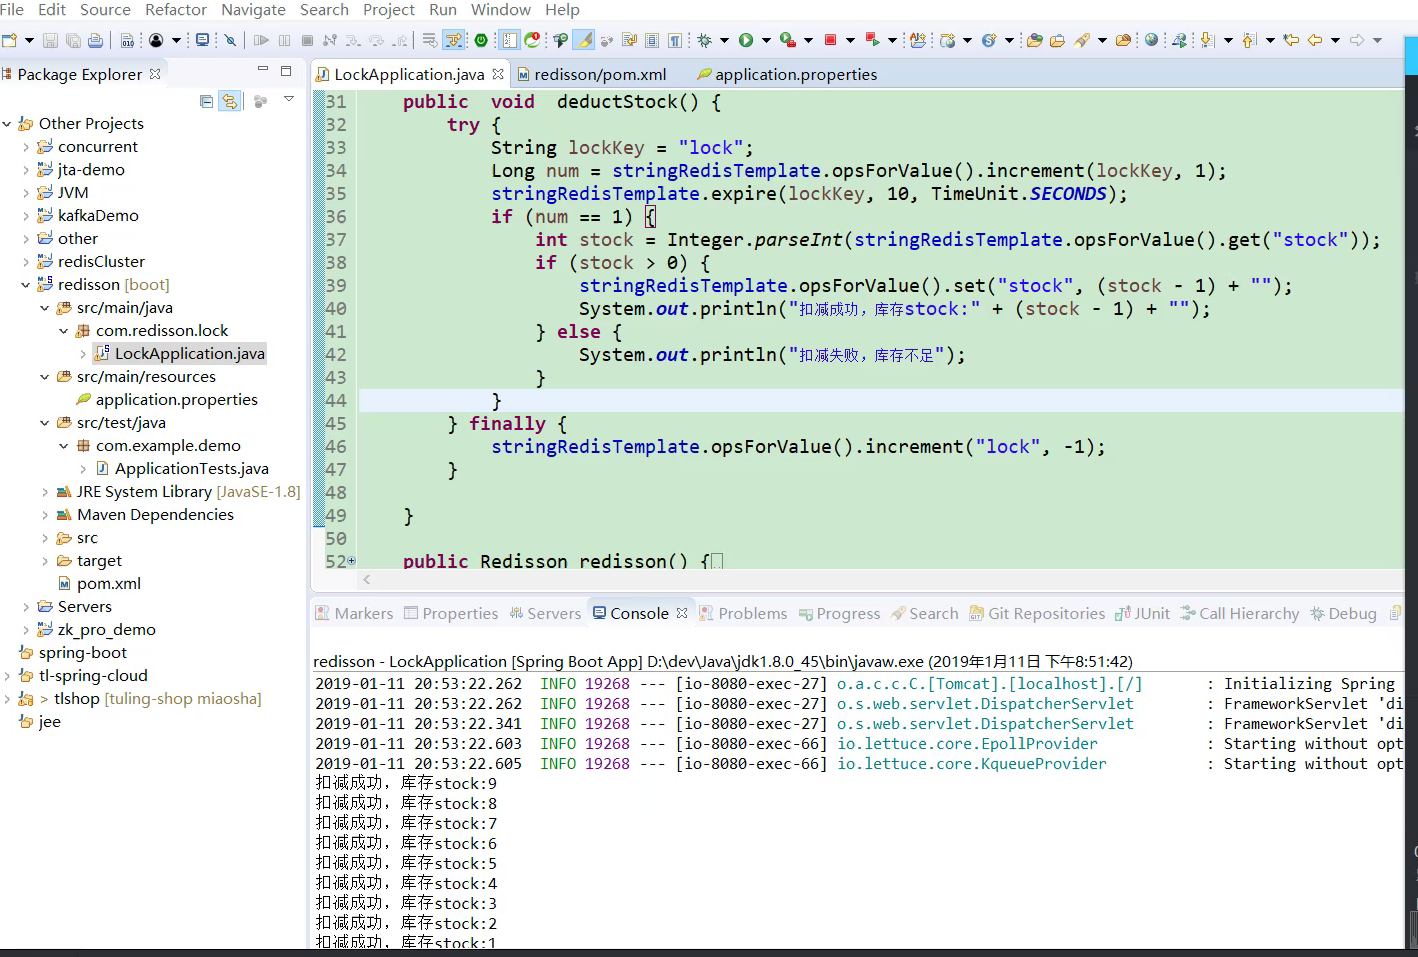 File Edit Source Refactor Navigate Search Project Run Window Help
Package Explorer
LockApplication.java redisson/pom.xml application.properties
Other Projects
concurrent
jta-demo
JVM
kafkaDemo
other
redisCluster
redisson [boot]
src/main/java
com.redisson.lock
LockApplication.java
src/main/resources
application.properties
src/test/java
com.example.demo
ApplicationTests.java
JRE System Library [JavaSE-1.8]
Maven Dependencies
src
target
pom.xml
Servers
zk_pro_demo
spring-boot
tl-spring-cloud
> tlshop [tuling-shop miaosha]
jee
31 public void deductStock() {
32 try {
33 String lockKey = "lock";
34 Long num = stringRedisTemplate.opsForValue().increment(lockKey, 1);
35 stringRedisTemplate.expire(lockKey, 10, TimeUnit.SECONDS);
36 if (num == 1) {
37 int stock = Integer.parseInt(stringRedisTemplate.opsForValue().get("stock"));
38 if (stock > 0) {
39 stringRedisTemplate.opsForValue().set("stock", (stock - 1) + "");
40 System.out.println("扣减成功，库存stock:" + (stock - 1) + "");
41 } else {
42 System.out.println("扣减失败，库存不足");
43 }
44 }
45 } finally {
46 stringRedisTemplate.opsForValue().increment("lock", -1);
47 }
48
49 }
50
52 public Redisson redisson() {
Markers Properties Servers Console Problems Progress Search Git Repositories JUnit Call Hierarchy Debug
redisson - LockApplication [Spring Boot App] D:\dev\Java\jdk1.8.0_45\bin\javaw.exe (2019年1月11日 下午8:51:42)
2019-01-11 20:53:22.262 INFO 19268 --- [io-8080-exec-27] o.a.c.c.C.[Tomcat].[localhost].[/] : Initializing Spring
2019-01-11 20:53:22.262 INFO 19268 --- [io-8080-exec-27] o.s.web.servlet.DispatcherServlet : FrameworkServlet 'di
2019-01-11 20:53:22.341 INFO 19268 --- [io-8080-exec-27] o.s.web.servlet.DispatcherServlet : FrameworkServlet 'di
2019-01-11 20:53:22.603 INFO 19268 --- [io-8080-exec-66] io.lettuce.core.EpollProvider : Starting without opt
2019-01-11 20:53:22.605 INFO 19268 --- [io-8080-exec-66] io.lettuce.core.KqueueProvider : Starting without opt
扣减成功，库存stock:9
扣减成功，库存stock:8
扣减成功，库存stock:7
扣减成功，库存stock:6
扣减成功，库存stock:5
扣减成功，库存stock:4
扣减成功，库存stock:3
扣减成功，库存stock:2
扣减成功，库存stock:1